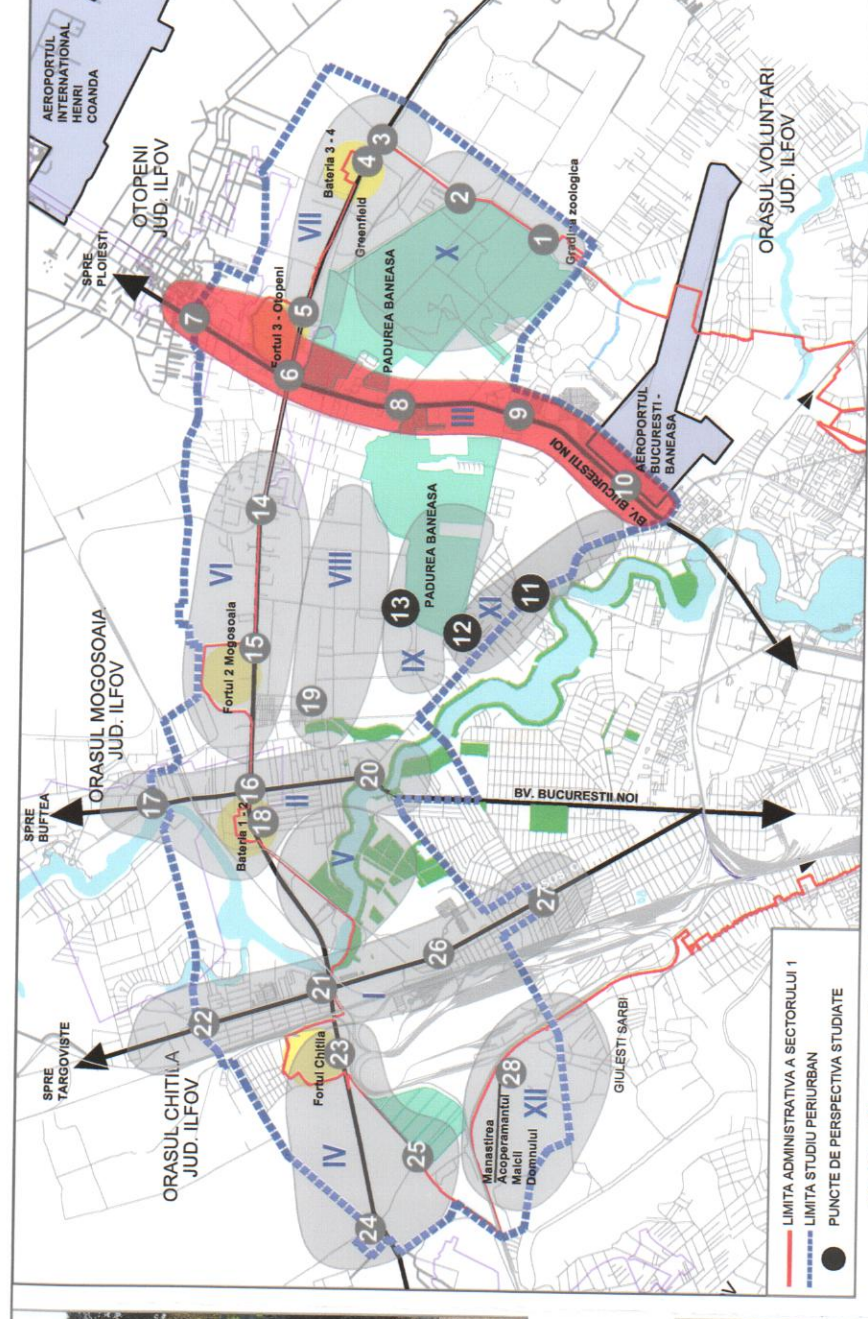 AEROPORTUL
INTERNATIONAL
HENRI
COANDA
OTOPENI
JUD. ILFOV
SPRE
PLOIESTI
ORASUL MOGOSOAIA
JUD. ILFOV
SPRE
BUFTEA
SPRE
TARGOVISTE
ORASUL CHITILA
JUD. ILFOV
ORASUL VOLUNTARI
JUD. ILFOV
AEROPORTUL
BUCURESTI -
BANEASA
BV. BUCURESTII NOI
BV. BUCURESTII NOI
PADUREA BANEASA
PADUREA BANEASA
Gradina zoologica
Greenfield
Bateria 3 - 4
Fortul 3 - Otopeni
Fortul 2 Mogosoaia
Bateria 1 - 2
Fortul Chitila
Manastirea
Acoperamantul
Maicii
Domnului
GIULESTI SARBI
I
II
III
IV
V
VI
VII
VIII
IX
X
XI
XII
1
2
3
4
5
6
7
8
9
10
11
12
13
14
15
16
17
18
19
20
21
22
23
24
25
26
27
28
LIMITA ADMINISTRATIVA A SECTORULUI 1
LIMITA STUDIU PERIURBAN
PUNCTE DE PERSPECTIVA STUDIATE